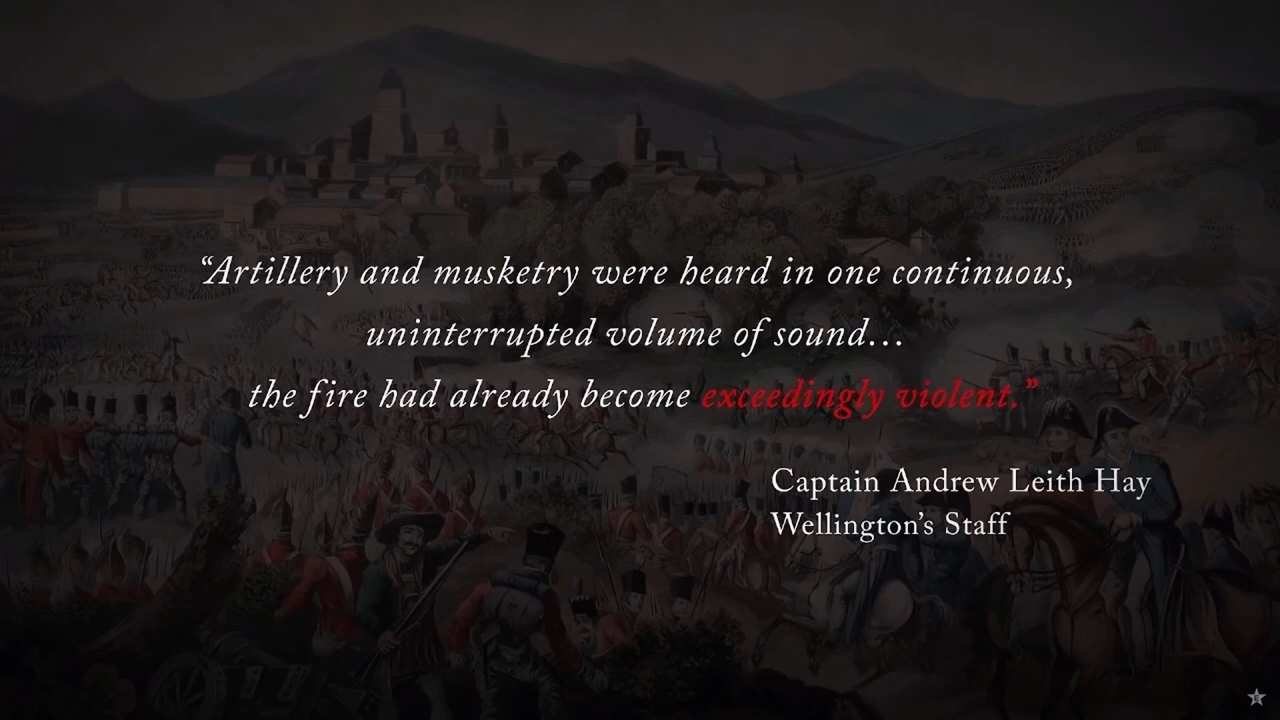 “Artillery and musketry were heard in one continuous,
uninterrupted volume of sound...
the fire had already become exceedingly violent.”
Captain Andrew Leith Hay
Wellington’s Staff